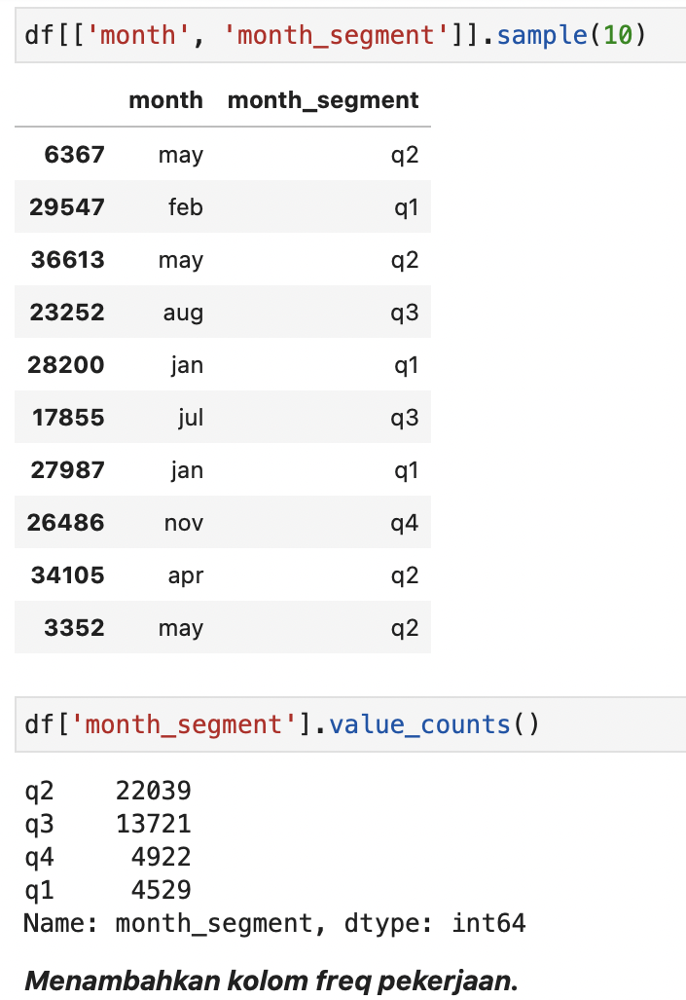 df[['month', 'month_segment']].sample(10)
month month_segment
6367 may q2
29547 feb q1
36613 may q2
23252 aug q3
28200 jan q1
17855 jul q3
27987 jan q1
26486 nov q4
34105 apr q2
3352 may q2
df['month_segment'].value_counts()
q2    22039
q3    13721
q4     4922
q1     4529
Name: month_segment, dtype: int64
Menambahkan kolom freq pekerjaan.